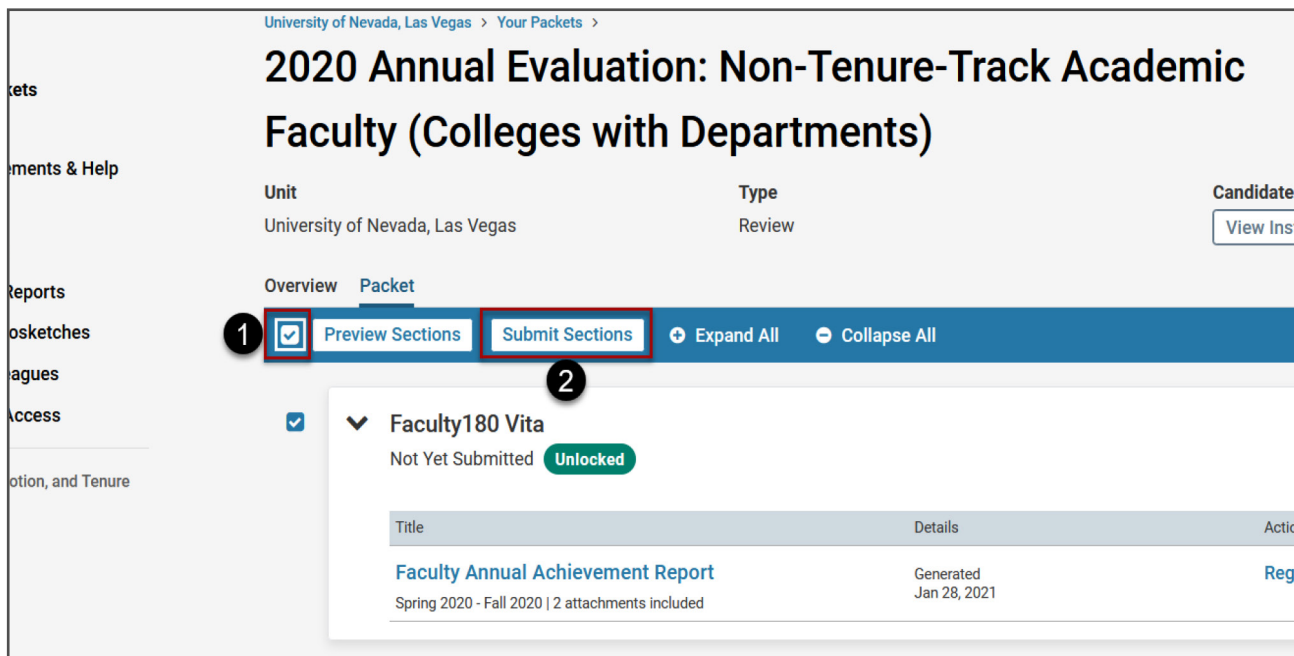 University of Nevada, Las Vegas > Your Packets >
2020 Annual Evaluation: Non-Tenure-Track Academic
Faculty (Colleges with Departments)
kets
ements & Help
Reports
osketches
eagues
Access
otion, and Tenure
Unit
Type
Candidate
University of Nevada, Las Vegas
Review
View Ins
Overview Packet
1 Preview Sections Submit Sections Expand All Collapse All
2
Faculty180 Vita
Not Yet Submitted Unlocked
Title Details Actio
Faculty Annual Achievement Report Generated Reg
Spring 2020 - Fall 2020 | 2 attachments included Jan 28, 2021